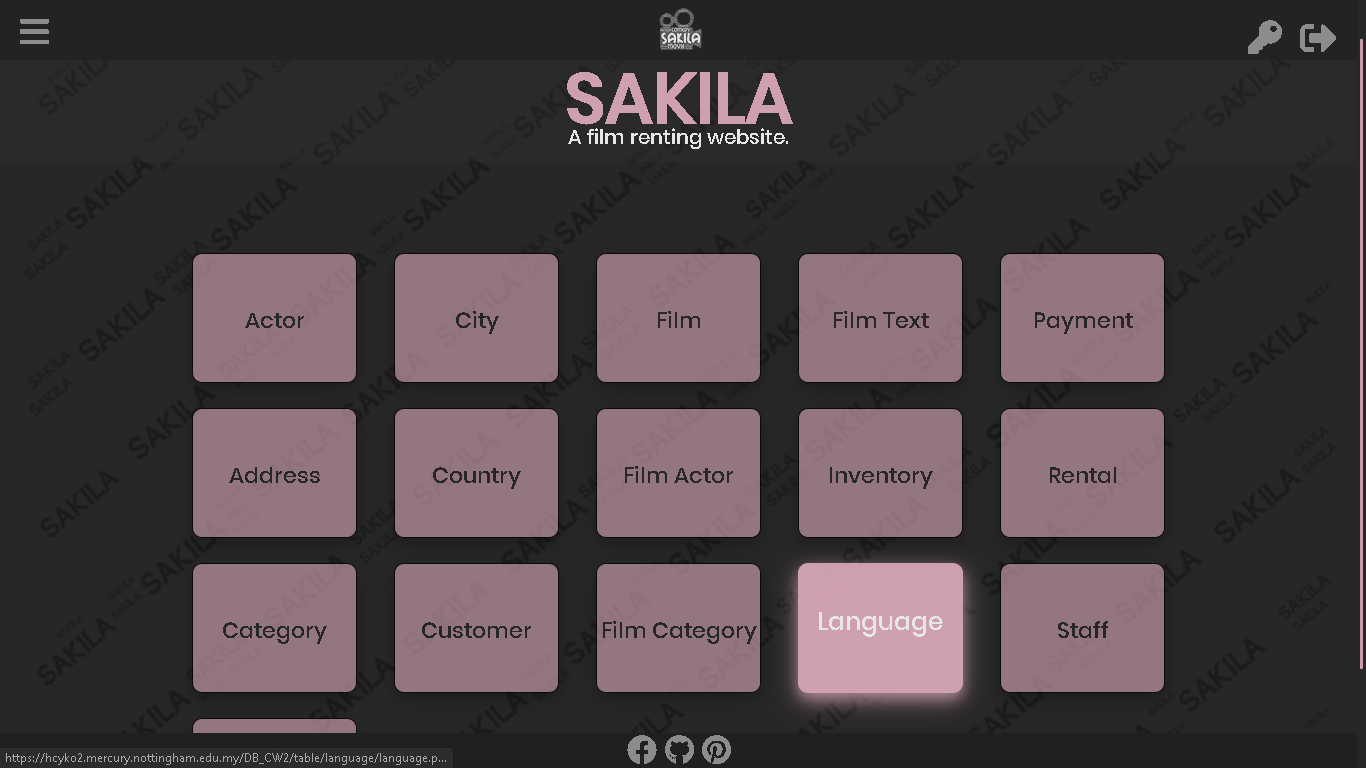 SAKILA
SAKILA
A film renting website.
Actor
City
Film
Film Text
Payment
Address
Country
Film Actor
Inventory
Rental
Category
Customer
Film Category
Language
Staff
https://hcyko2.mercury.nottingham.edu.my/DB_CW2/table/language/language.p...